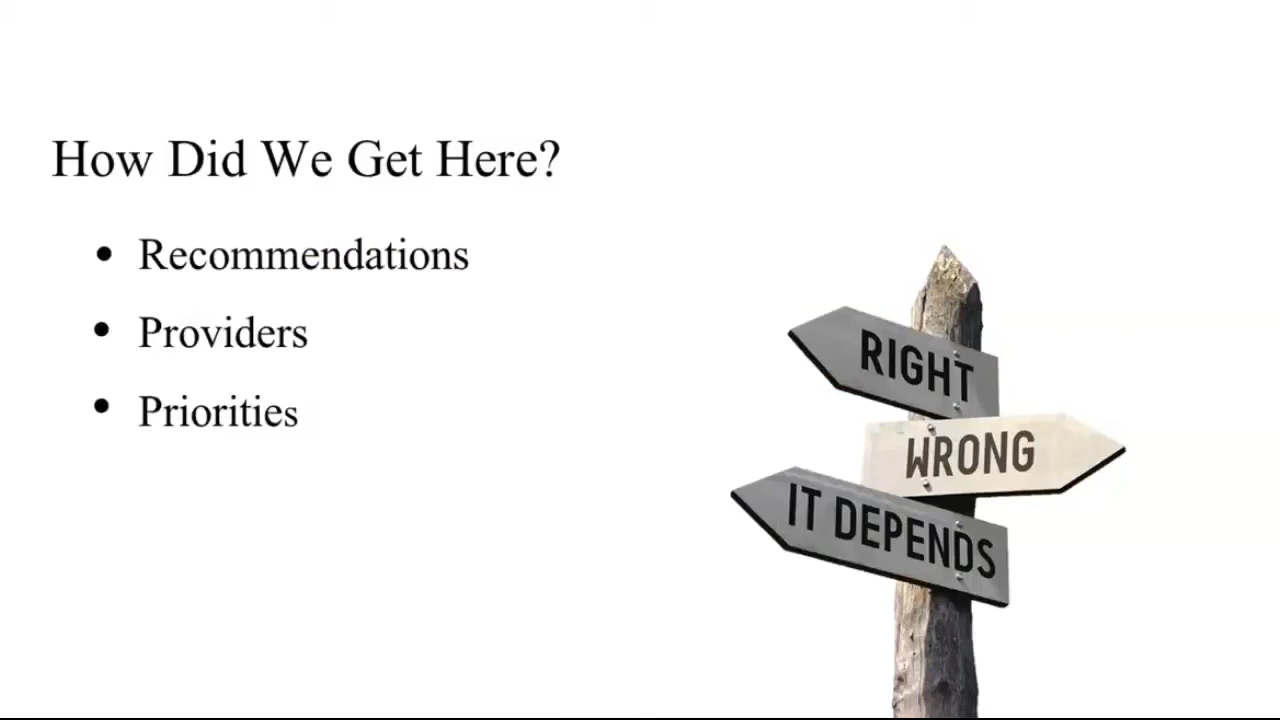 How Did We Get Here?
• Recommendations
• Providers
• Priorities
RIGHT
WRONG
IT DEPENDS